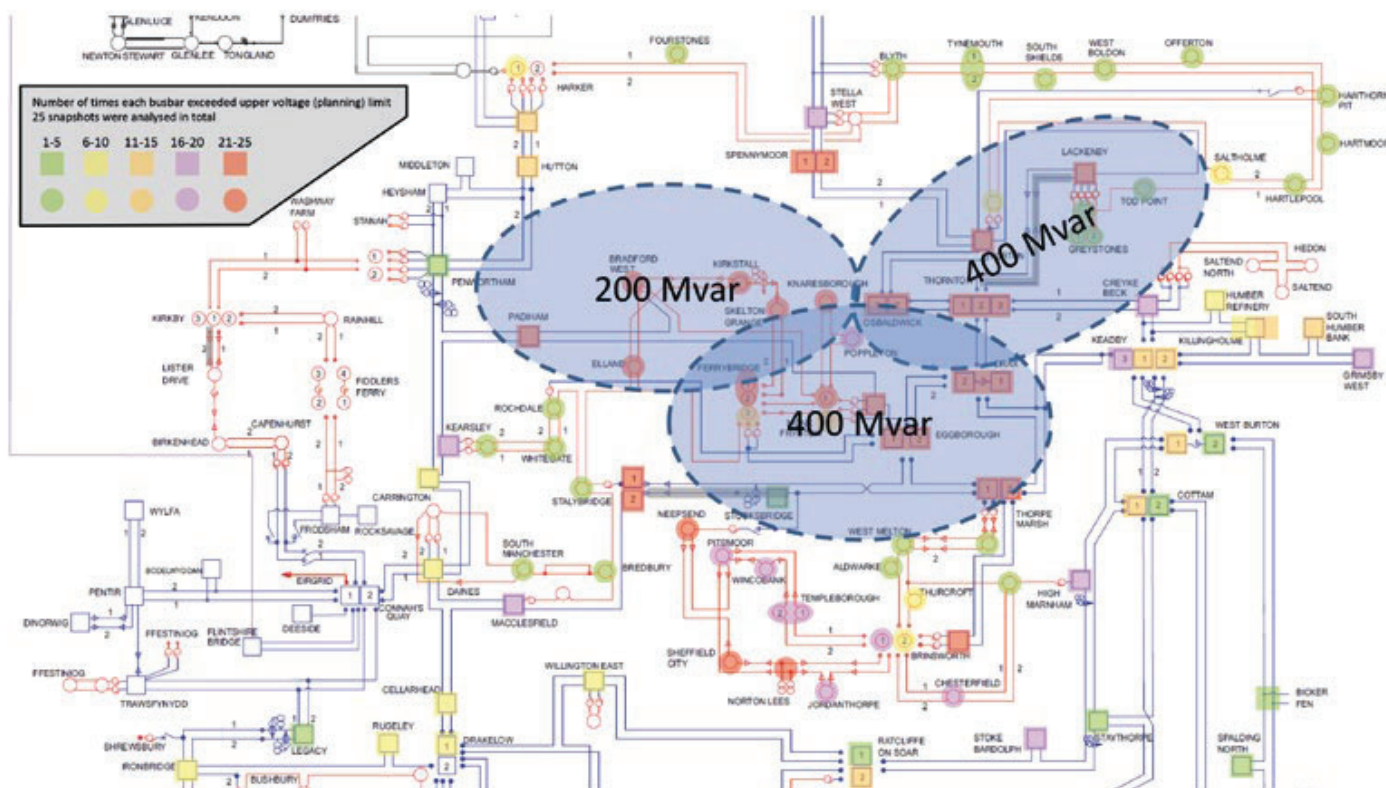 GLENLUCE
DUMFRIES
NEWTON STEWART
GLENLEE
TONGLAND
Number of times each busbar exceeded upper voltage (planning) limit
25 snapshots were analysed in total
1-5 6-10 11-15 16-20 21-25
FOURSTONES
HARKER
HUTTON
MIDDLETON
HEYSHAM
STANAH
WASHWAY
FARM
PENWORTHAM
KIRKBY
RAINHILL
LISTER
DRIVE
FIDDLERS
FERRY
BIRKENHEAD
CAPENHURST
BLYTH
TYNEMOUTH
SOUTH
SHIELDS
WEST
BOLDON
OFFERTON
HAWTHORN
PIT
HARTMOOR
STELLA
WEST
SPENNYMOOR
LACKENBY
SALTHOLME
HARTLEPOOL
TOD POINT
GREYSTONES
400 Mvar
THORNTO
CREYKE
BECK
HEDON
SALTEND
NORTH
SALTEND
HUMBER
REFINERY
KILLINGHOLME
SOUTH
HUMBER
BANK
KEADBY
GRIMSBY
WEST
BRADFORD
WEST
KIRKSTALL
200 Mvar
SKELTON
GRANGE
KNARESBOROUGH
PADIHAM
ELLAND
OSBALDWICK
POPPLETON
FERRYBRIDGE
400 Mvar
EGGBOROUGH
ROCHDALE
KEARSLEY
WHITEGATE
STALYBRIDGE
STOCKSBRIDGE
THORPE
MARSH
WEST MELTON
WEST BURTON
COTTAM
CARRINGTON
WYLFA
FRODSHAM
ROCKSAVAGE
SOUTH
MANCHESTER
BREDBURY
DAINES
NEEPSEND
PITSMOOR
WINCOBANK
TEMPLEBOROUGH
ALDWARKE
THURCROFT
HIGH
MARNHAM
EIRGRID
PENTIR
CONNAH'S
QUAY
DEESIDE
DINORWIG
FLINTSHIRE
BRIDGE
FFESTINIOG
FFESTINIOG
TRAWSFYNYDD
MACCLESFIELD
SHEFFIELD
CITY
NORTON LEES
JORDANTHORPE
BRINSWORTH
CHESTERFIELD
WILLINGTON EAST
CELLARHEAD
RUGELEY
DRAKELOW
SHREWSBURY
IRONBRIDGE
LEGACY
BUSHBURY
RATCLIFFE
ON SOAR
STOKE
BARDOLPH
STAYTHORPE
BICKER
FEN
SPALDING
NORTH